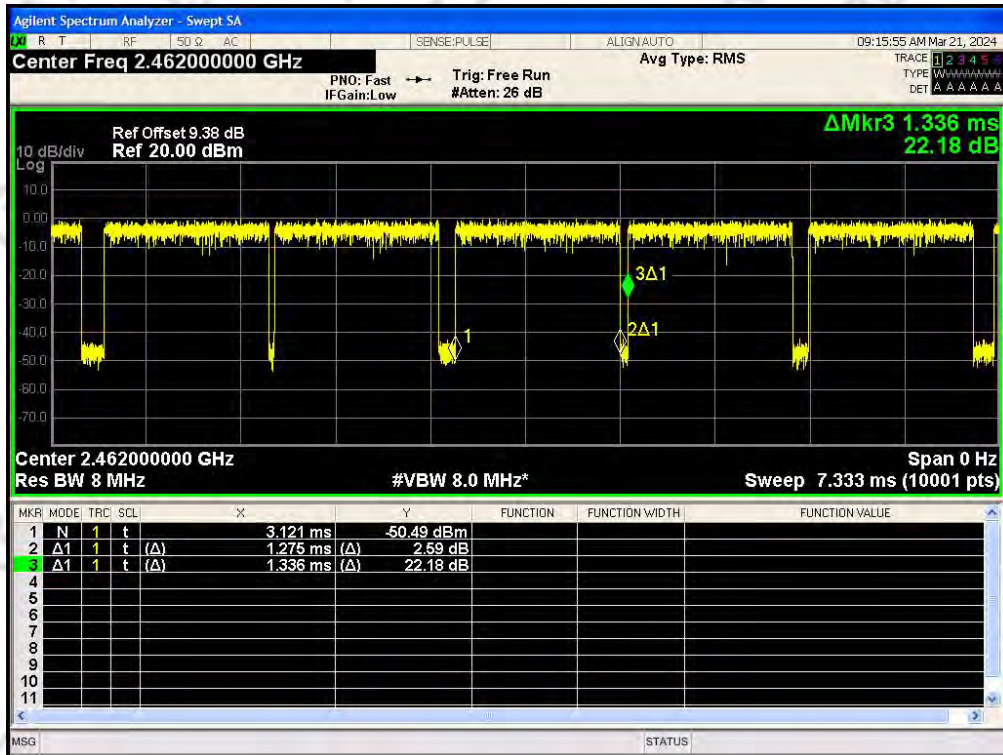 Agilent Spectrum Analyzer - Swept SA
LXI R T RF 50 Ω AC SENSE:PULSE ALIGN AUTO 09:15:55 AM Mar 21, 2024
Center Freq 2.462000000 GHz Avg Type: RMS TRACE 1 2 3 4 5 6
PNO: Fast Trig: Free Run TYPE WWWWWW
IFGain:Low #Atten: 26 dB DET A A A A A A
ΔMkr3 1.336 ms
22.18 dB
Ref Offset 9.38 dB
10 dB/div Ref 20.00 dBm
Log
10.0
0.00
-10.0
-20.0
3Δ1
-30.0
-40.0
1 2Δ1
-50.0
-60.0
-70.0
Center 2.462000000 GHz Span 0 Hz
Res BW 8 MHz #VBW 8.0 MHz* Sweep 7.333 ms (10001 pts)
MKR MODE TRC SCL X Y FUNCTION FUNCTION WIDTH FUNCTION VALUE
1 N 1 t 3.121 ms -50.49 dBm
2 Δ1 1 t (Δ) 1.275 ms (Δ) 2.59 dB
3 Δ1 1 t (Δ) 1.336 ms (Δ) 22.18 dB
4
5
6
7
8
9
10
11
MSG STATUS